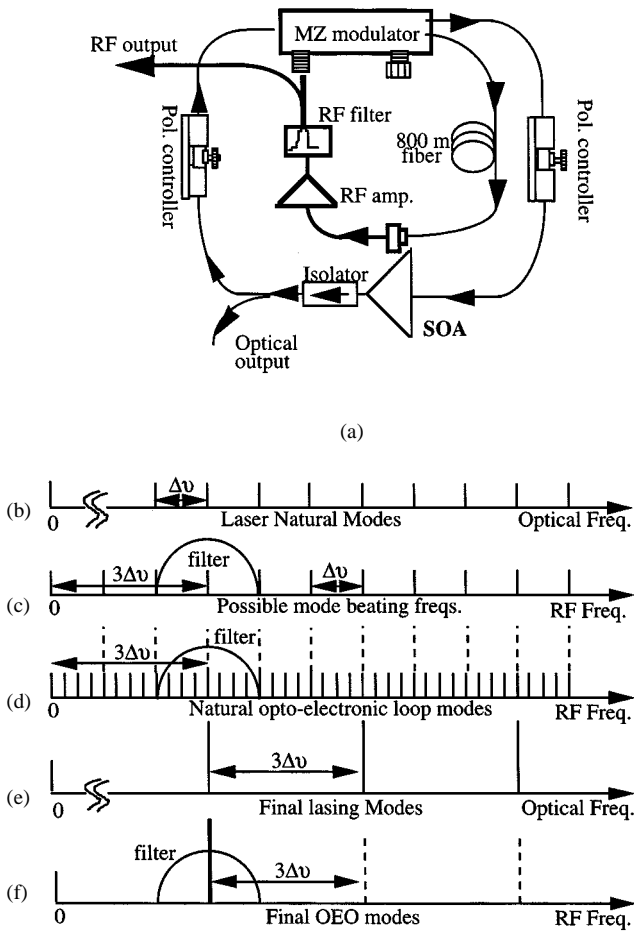 MZ modulator
RF output
RF filter
800 m
fiber
Pol. controller
Pol. controller
RF amp.
Isolator
SOA
Optical
output
(a)
Δυ
(b)
0
Laser Natural Modes
Optical Freq.
filter
3Δυ
Δυ
(c)
0
Possible mode beating freqs.
RF Freq.
filter
3Δυ
(d)
0
Natural opto-electronic loop modes
RF Freq.
3Δυ
(e)
0
Final lasing Modes
Optical Freq.
filter
3Δυ
(f)
0
Final OEO modes
RF Freq.